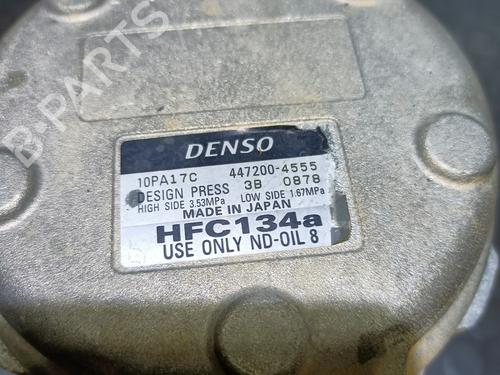 B-PARTS
DENSO
10PA17C 447200-4555
DESIGN PRESS 3B 0878
HIGH SIDE 3.53MPa LOW SIDE 1.67MPa
MADE IN JAPAN
HFC134a
USE ONLY ND-OIL 8